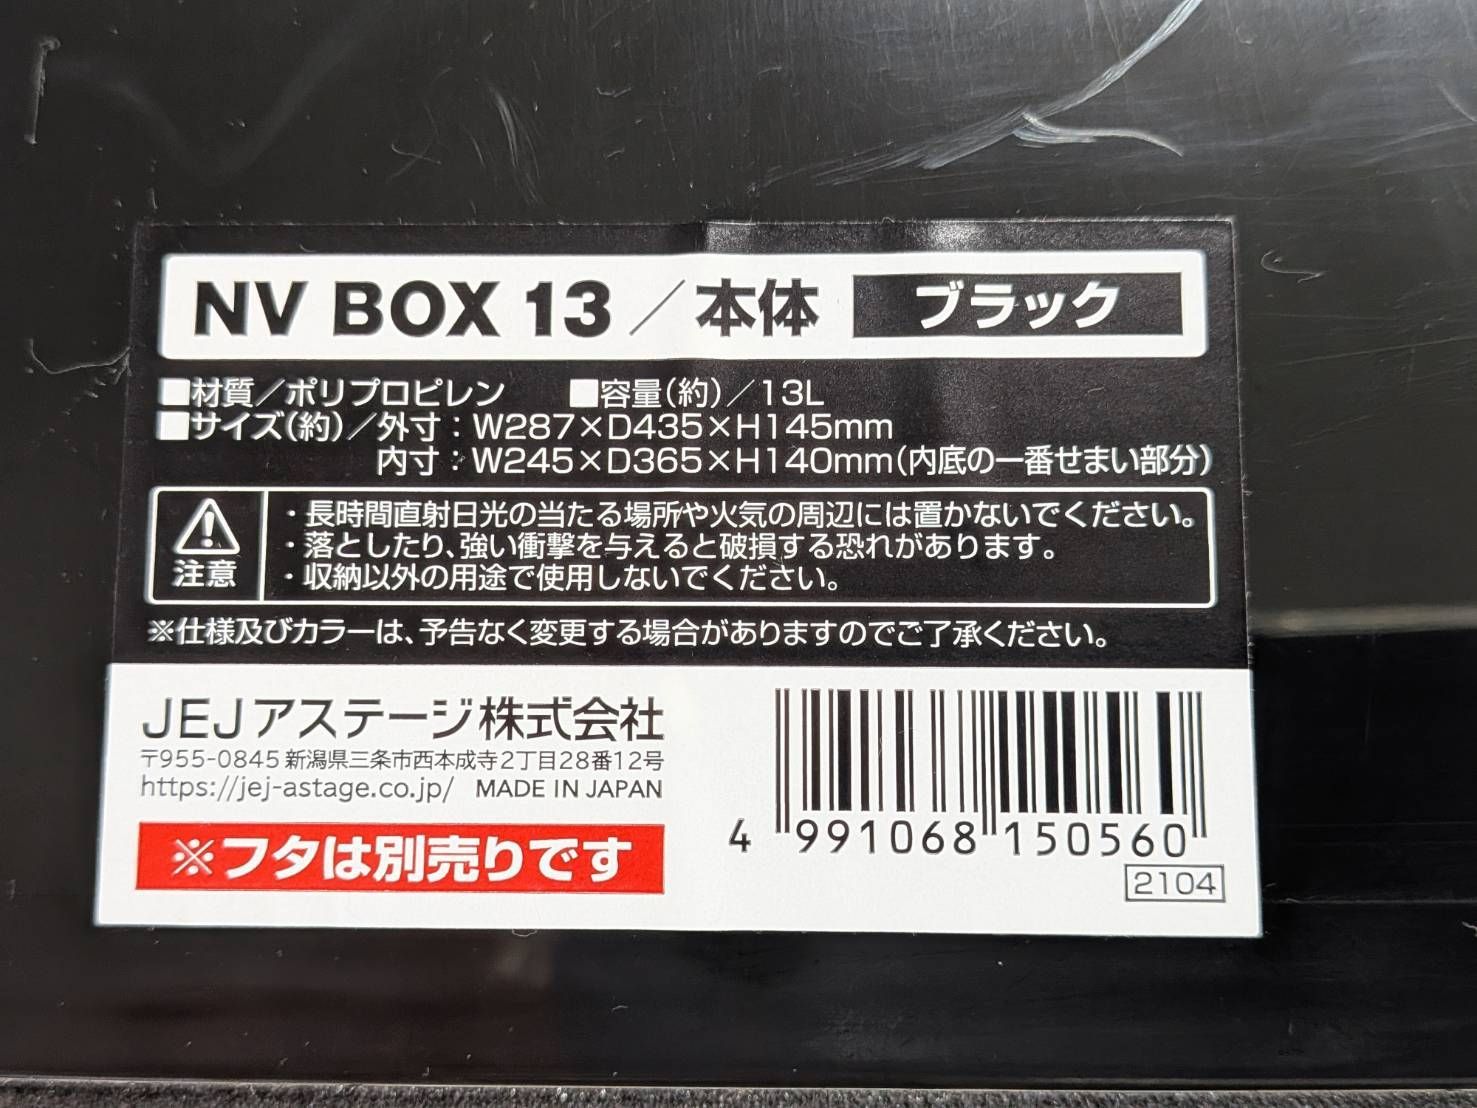 NV BOX 13／本体 ブラック
■材質／ポリプロピレン ■容量(約)／13L
■サイズ(約)／外寸：W287×D435×H145mm
内寸：W245×D365×H140mm(内底の一番せまい部分)
注意
・長時間直射日光の当たる場所や火気の周辺には置かないでください。
・落としたり、強い衝撃を与えると破損する恐れがあります。
・収納以外の用途で使用しないでください。
※仕様及びカラーは、予告なく変更する場合がありますのでご了承ください。
JEJアステージ株式会社
〒955-0845 新潟県三条市西本成寺2丁目28番12号
https://jej-astage.co.jp/ MADE IN JAPAN
※フタは別売りです
4 991068 150560
2104